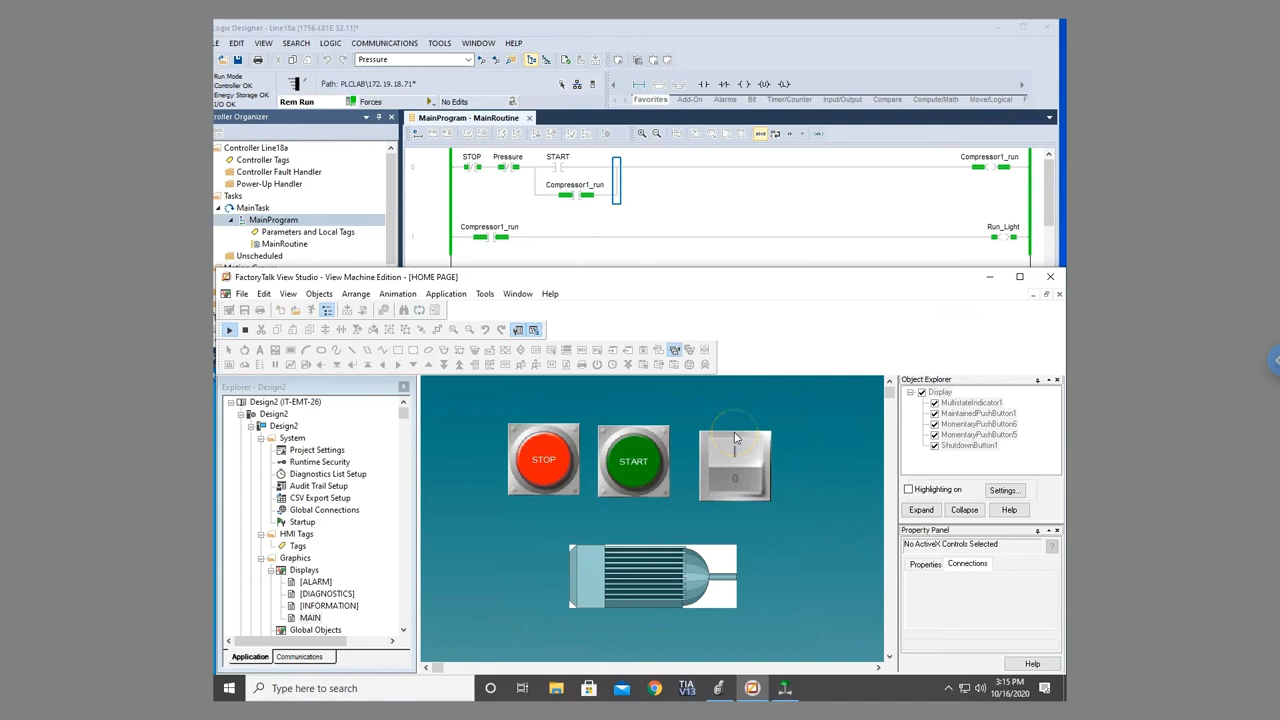 Logix Designer - Line18a [1756-L81E 32.11]*
LE EDIT VIEW SEARCH LOGIC COMMUNICATIONS TOOLS WINDOW HELP
Pressure
Run Mode
Controller OK
Energy Storage OK
I/O OK
Path: PLCLAB\172.19.18.71*
Rem Run Forces No Edits
Favorites Add-On Alarms Bit Timer/Counter Input/Output Compare Compute/Math Move/Logical F
troller Organizer
MainProgram - MainRoutine
Controller Line18a
Controller Tags
Controller Fault Handler
Power-Up Handler
Tasks
MainTask
MainProgram
Parameters and Local Tags
MainRoutine
Unscheduled
STOP Pressure START Compressor1_run
0
Compressor1_run
Compressor1_run Run_Light
1
FactoryTalk View Studio - View Machine Edition - [HOME PAGE]
File Edit View Objects Arrange Animation Application Tools Window Help
Explorer - Design2
Design2 (IT-EMT-26)
Design2
Design2
System
Project Settings
Runtime Security
Diagnostics List Setup
Audit Trail Setup
CSV Export Setup
Global Connections
Startup
HMI Tags
Tags
Graphics
Displays
[ALARM]
[DIAGNOSTICS]
[INFORMATION]
MAIN
Global Objects
Application Communications
STOP
START
I
0
Object Explorer
Display
MultistateIndicator1
MaintainedPushButton1
MomentaryPushButton6
MomentaryPushButton5
ShutdownButton1
Highlighting on Settings...
Expand Collapse Help
Property Panel
No ActiveX Controls Selected
?
Properties Connections
Help
Type here to search
TIA
V13
3:15 PM
10/16/2020